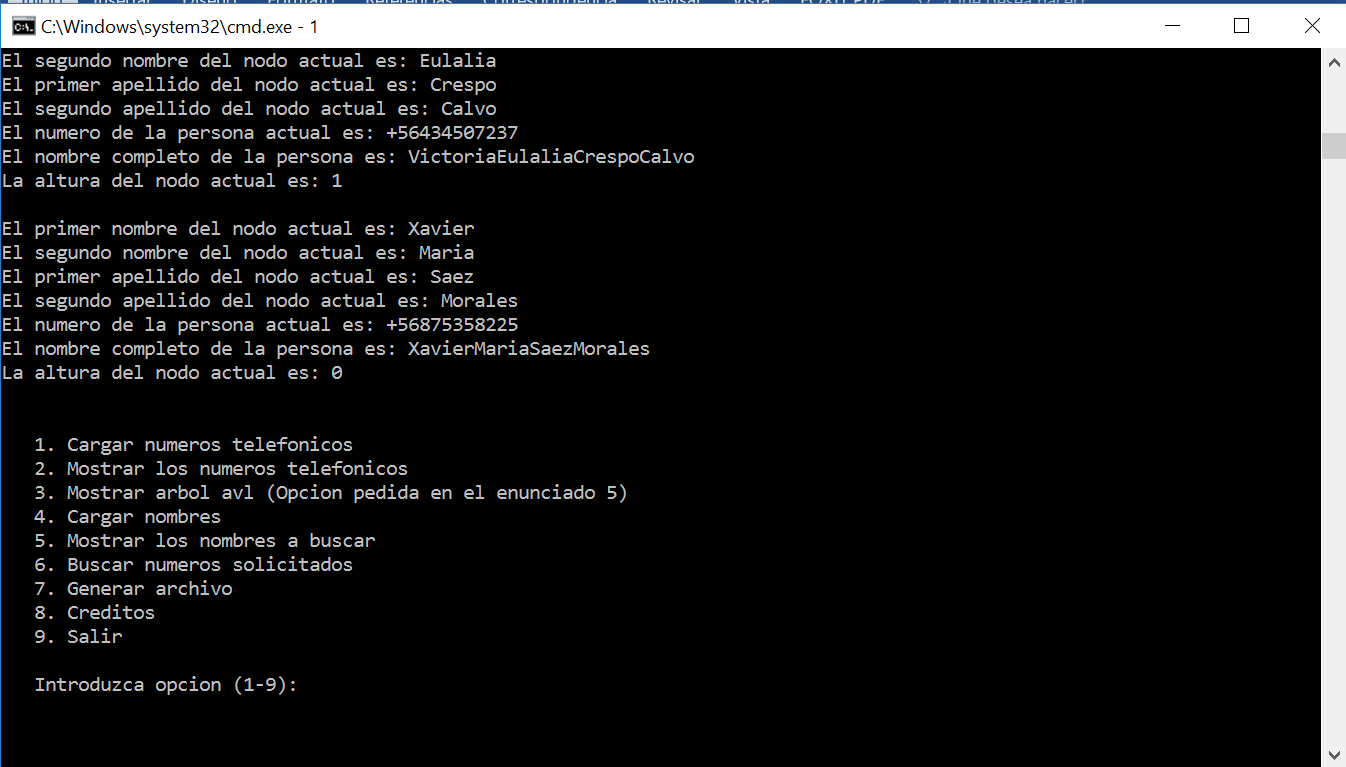 C:\Windows\system32\cmd.exe - 1
El segundo nombre del nodo actual es: Eulalia
El primer apellido del nodo actual es: Crespo
El segundo apellido del nodo actual es: Calvo
El numero de la persona actual es: +56434507237
El nombre completo de la persona es: VictoriaEulaliaCrespoCalvo
La altura del nodo actual es: 1
El primer nombre del nodo actual es: Xavier
El segundo nombre del nodo actual es: Maria
El primer apellido del nodo actual es: Saez
El segundo apellido del nodo actual es: Morales
El numero de la persona actual es: +56875358225
El nombre completo de la persona es: XavierMariaSaezMorales
La altura del nodo actual es: 0
1. Cargar numeros telefonicos
2. Mostrar los numeros telefonicos
3. Mostrar arbol avl (Opcion pedida en el enunciado 5)
4. Cargar nombres
5. Mostrar los nombres a buscar
6. Buscar numeros solicitados
7. Generar archivo
8. Creditos
9. Salir
Introduzca opcion (1-9):